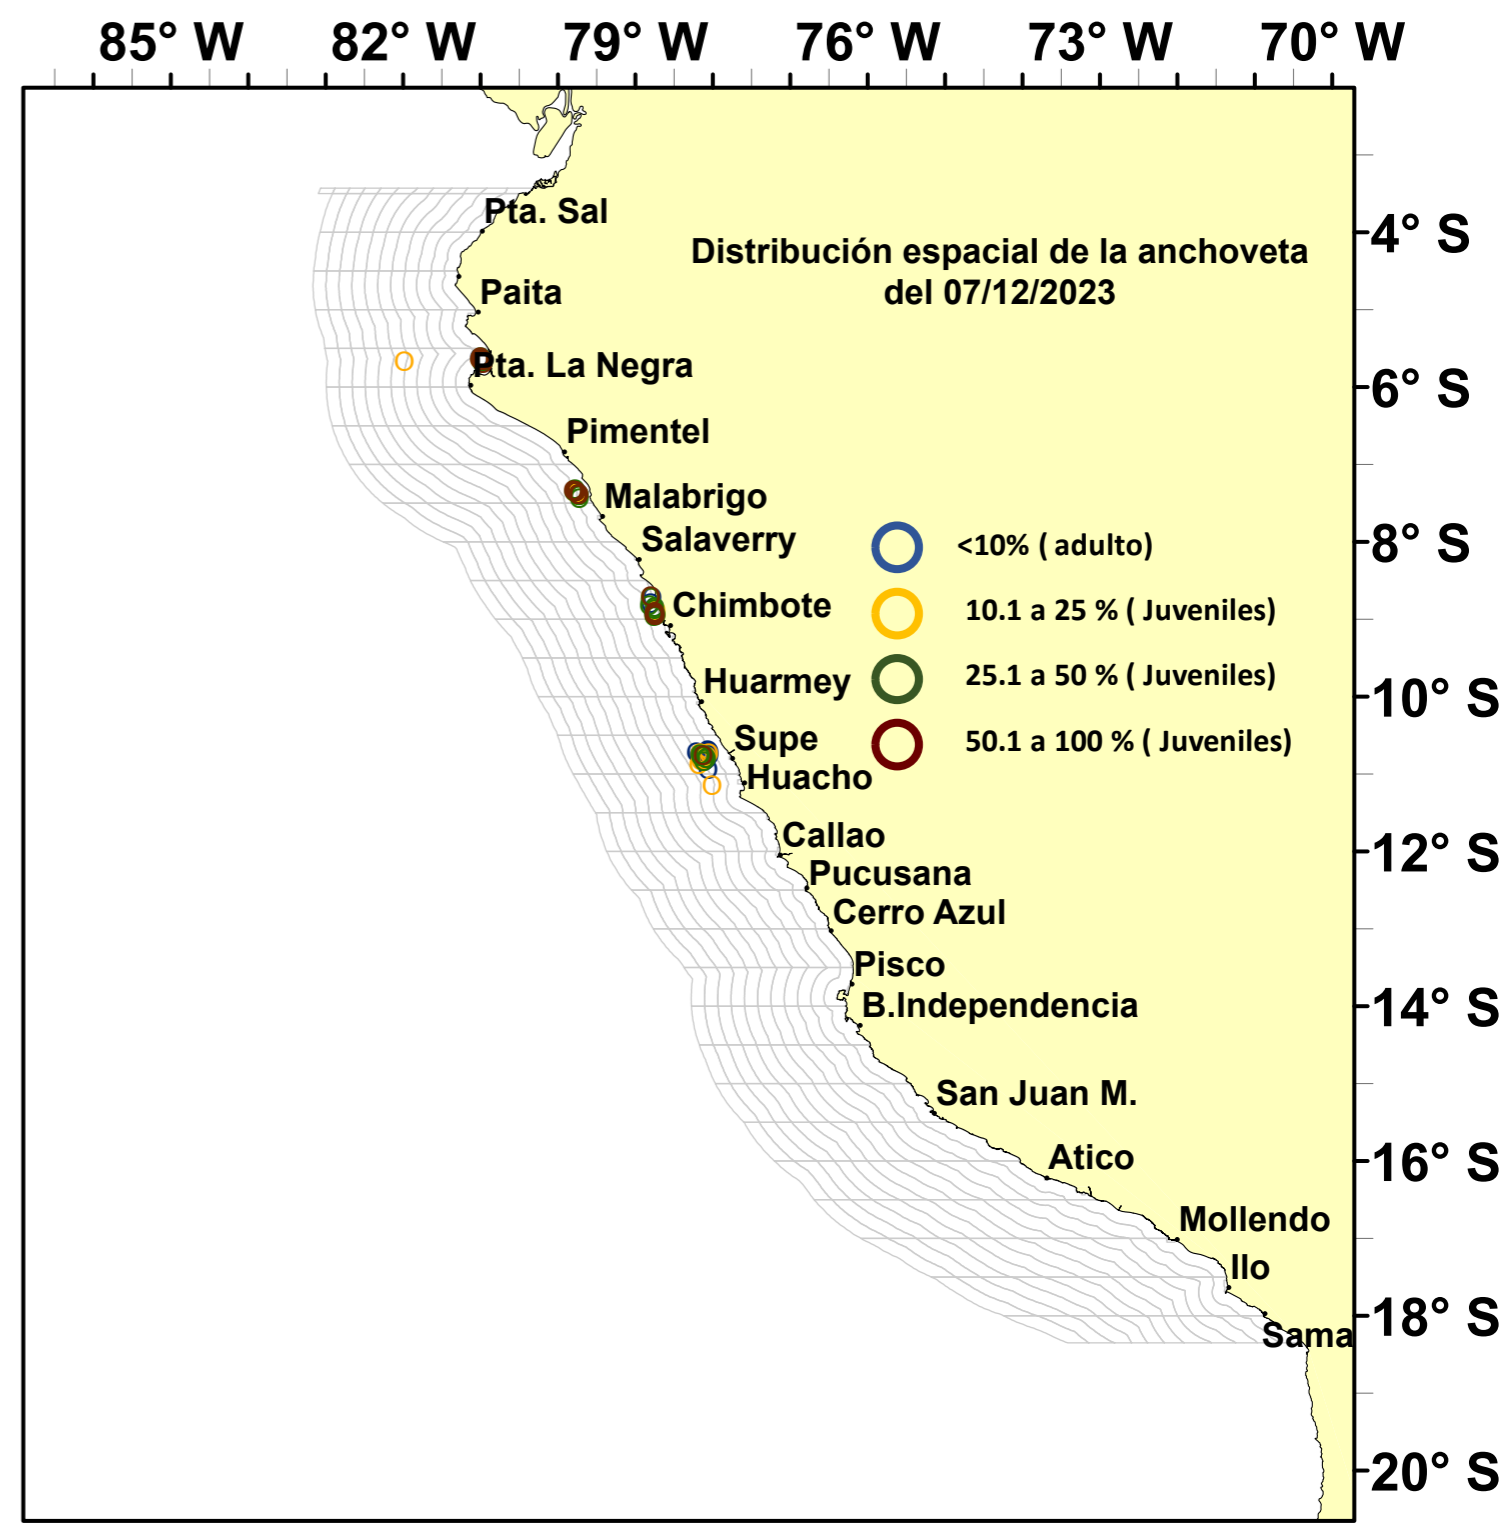 85° W 82° W 79° W 76° W 73° W 70° W
Pta. Sal
4° S
Distribución espacial de la anchoveta
del 07/12/2023
Paita
Pta. La Negra
6° S
Pimentel
Malabrigo
Salaverry
8° S
<10% ( adulto)
Chimbote
10.1 a 25 % ( Juveniles)
25.1 a 50 % ( Juveniles)
Huarmey
10° S
Supe
50.1 a 100 % ( Juveniles)
Huacho
Callao
12° S
Pucusana
Cerro Azul
Pisco
B.Independencia
14° S
San Juan M.
Atico
16° S
Mollendo
Ilo
18° S
Sama
20° S